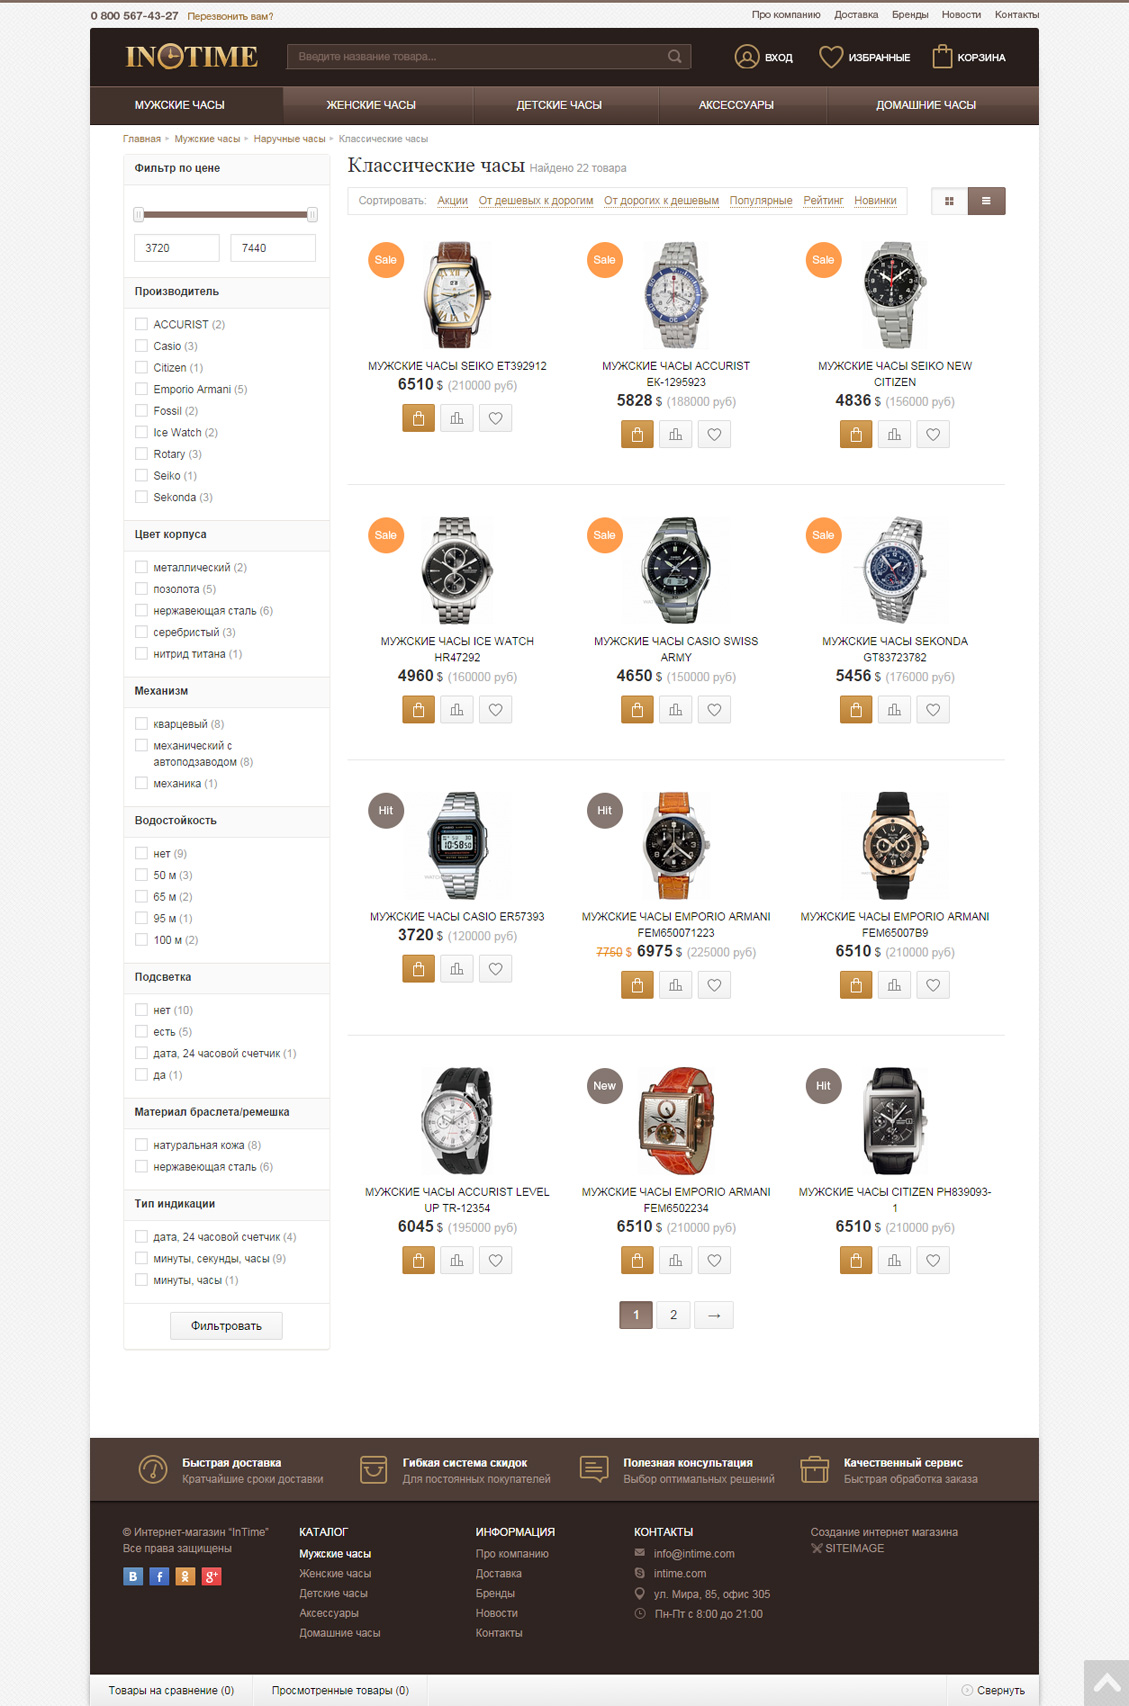 0 800 567-43-27 Перезвонить вам?
Про компанию Доставка Бренды Новости Контакты
INTIME
Введите название товара...
ВХОД ИЗБРАННЫЕ КОРЗИНА
МУЖСКИЕ ЧАСЫ ЖЕНСКИЕ ЧАСЫ ДЕТСКИЕ ЧАСЫ АКСЕССУАРЫ ДОМАШНИЕ ЧАСЫ
Главная Мужские часы Наручные часы Классические часы
Фильтр по цене
3720 7440
Производитель
ACCURIST (2)
Casio (3)
Citizen (1)
Emporio Armani (5)
Fossil (2)
Ice Watch (2)
Rotary (3)
Seiko (1)
Sekonda (3)
Цвет корпуса
металлический (2)
позолота (5)
нержавеющая сталь (6)
серебристый (3)
нитрид титана (1)
Механизм
кварцевый (8)
механический с
автоподзаводом (8)
механика (1)
Водостойкость
нет (9)
50 м (3)
65 м (2)
95 м (1)
100 м (2)
Подсветка
нет (10)
есть (5)
дата, 24 часовой счетчик (1)
да (1)
Материал браслета/ремешка
натуральная кожа (8)
нержавеющая сталь (6)
Тип индикации
дата, 24 часовой счетчик (4)
минуты, секунды, часы (9)
минуты, часы (1)
Фильтровать
Классические часы Найдено 22 товара
Сортировать: Акции От дешевых к дорогим От дорогих к дешевым Популярные Рейтинг Новинки
Sale Sale Sale
МУЖСКИЕ ЧАСЫ SEIKO ET392912
6510 $ (210000 руб)
МУЖСКИЕ ЧАСЫ ACCURIST
EK-1295923
5828 $ (188000 руб)
МУЖСКИЕ ЧАСЫ SEIKO NEW
CITIZEN
4836 $ (156000 руб)
Sale Sale Sale
МУЖСКИЕ ЧАСЫ ICE WATCH
HR47292
4960 $ (160000 руб)
МУЖСКИЕ ЧАСЫ CASIO SWISS
ARMY
4650 $ (150000 руб)
МУЖСКИЕ ЧАСЫ SEKONDA
GT83723782
5456 $ (176000 руб)
Hit Hit
10:58 50
МУЖСКИЕ ЧАСЫ CASIO ER57393
3720 $ (120000 руб)
МУЖСКИЕ ЧАСЫ EMPORIO ARMANI
FEM650071223
7750 $ 6975 $ (225000 руб)
МУЖСКИЕ ЧАСЫ EMPORIO ARMANI
FEM65007B9
6510 $ (210000 руб)
New Hit
МУЖСКИЕ ЧАСЫ ACCURIST LEVEL
UP TR-12354
6045 $ (195000 руб)
МУЖСКИЕ ЧАСЫ EMPORIO ARMANI
FEM6502234
6510 $ (210000 руб)
МУЖСКИЕ ЧАСЫ CITIZEN PH839093-
1
6510 $ (210000 руб)
1 2 →
Быстрая доставка
Кратчайшие сроки доставки
Гибкая система скидок
Для постоянных покупателей
Полезная консультация
Выбор оптимальных решений
Качественный сервис
Быстрая обработка заказа
© Интернет-магазин “InTime”
Все права защищены
КАТАЛОГ
Мужские часы
Женские часы
Детские часы
Аксессуары
Домашние часы
ИНФОРМАЦИЯ
Про компанию
Доставка
Бренды
Новости
Контакты
КОНТАКТЫ
info@intime.com
intime.com
ул. Мира, 85, офис 305
Пн-Пт с 8:00 до 21:00
Создание интернет магазина
SITEIMAGE
Товары на сравнение (0) Просмотренные товары (0) Свернуть